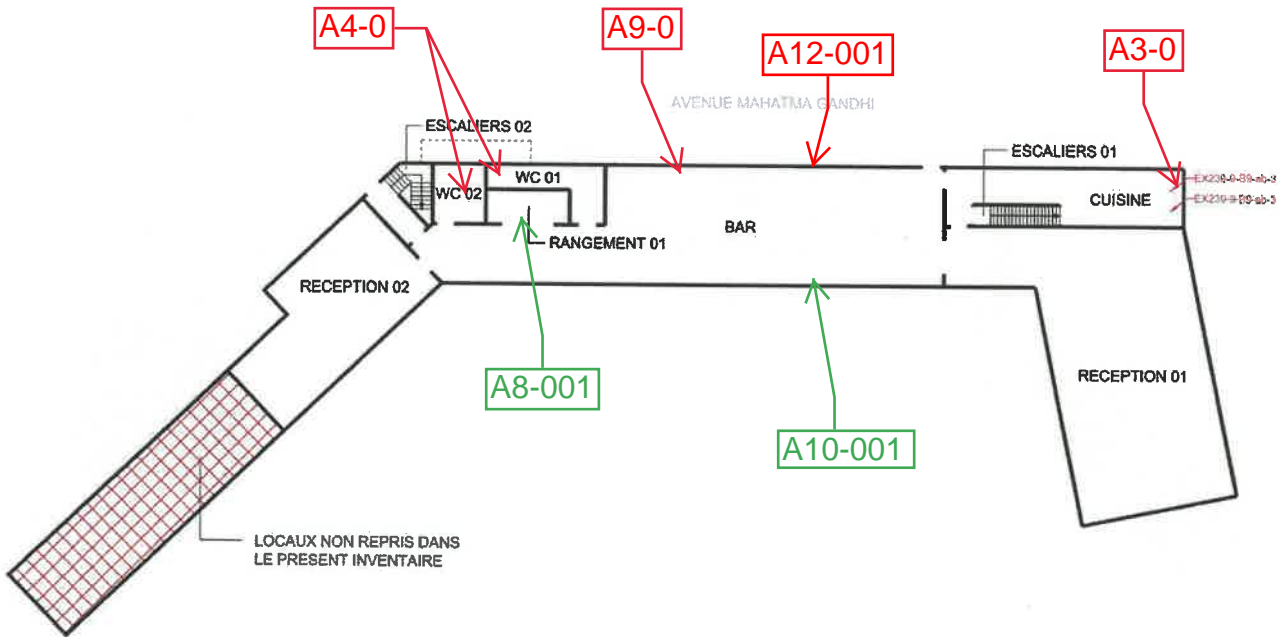 A4-0
A9-0
A12-001
A3-0
AVENUE MAHATMA GANDHI
ESCALIERS 02
ESCALIERS 01
WC 01
WC 02
CUISINE
BAR
RANGEMENT 01
RECEPTION 02
RECEPTION 01
A8-001
A10-001
LOCAUX NON REPRIS DANS
LE PRESENT INVENTAIRE